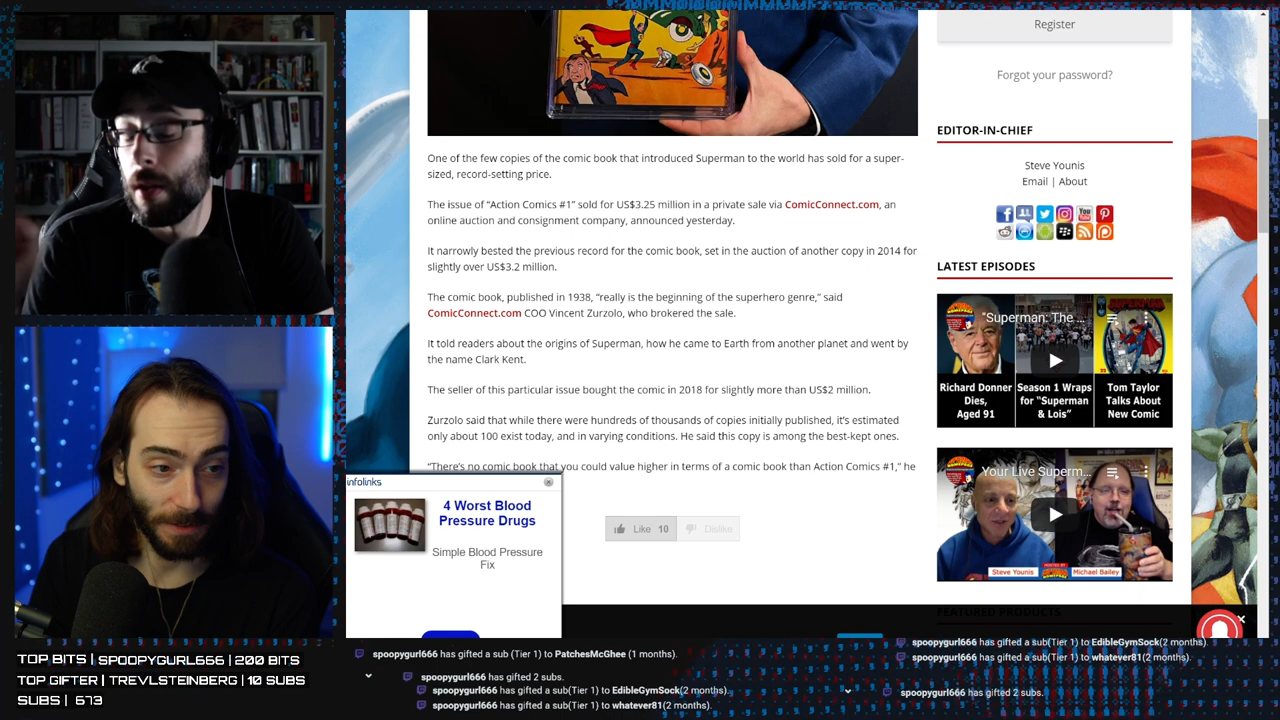 One of the few copies of the comic book that introduced Superman to the world has sold for a super-
sized, record-setting price.
The issue of “Action Comics #1” sold for US$3.25 million in a private sale via ComicConnect.com, an
online auction and consignment company, announced yesterday.
It narrowly bested the previous record for the comic book, set in the auction of another copy in 2014 for
slightly over US$3.2 million.
The comic book, published in 1938, “really is the beginning of the superhero genre,” said
ComicConnect.com COO Vincent Zurzolo, who brokered the sale.
It told readers about the origins of Superman, how he came to Earth from another planet and went by
the name Clark Kent.
The seller of this particular issue bought the comic in 2018 for slightly more than US$2 million.
Zurzolo said that while there were hundreds of thousands of copies initially published, it’s estimated
only about 100 exist today, and in varying conditions. He said this copy is among the best-kept ones.
“There’s no comic book that you could value higher in terms of a comic book than Action Comics #1,” he
infolinks
4 Worst Blood
Pressure Drugs
Simple Blood Pressure
Fix
Like 10
Dislike
Register
Forgot your password?
EDITOR-IN-CHIEF
Steve Younis
Email | About
LATEST EPISODES
"Superman: The ...
Richard Donner
Dies,
Aged 91
Season 1 Wraps
for “Superman
& Lois”
Tom Taylor
Talks About
New Comic
Your Live Superm...
Steve Younis
HOSTED BY
Michael Bailey
FEATURED PRODUCTS
TOP BITS | SPOOPYGURL666 | 200 BITS
TOP GIFTER | TREVLSTEINBERG | 10 SUBS
SUBS | 673
spoopygurl666 has gifted a sub (Tier 1) to PatchesMcGhee (1 months).
spoopygurl666 has gifted 2 subs.
spoopygurl666 has gifted a sub(Tier 1) to EdibleGymSock(2 months).
spoopygurl666 has gifted a sub(Tier 1) to whatever81(2 months).
spoopygurl666 has gifted a sub(Tier 1) to EdibleGymSock(2 months).
spoopygurl666 has gifted a sub(Tier 1) to whatever81(2 months).
spoopygurl666 has gifted 2 subs.